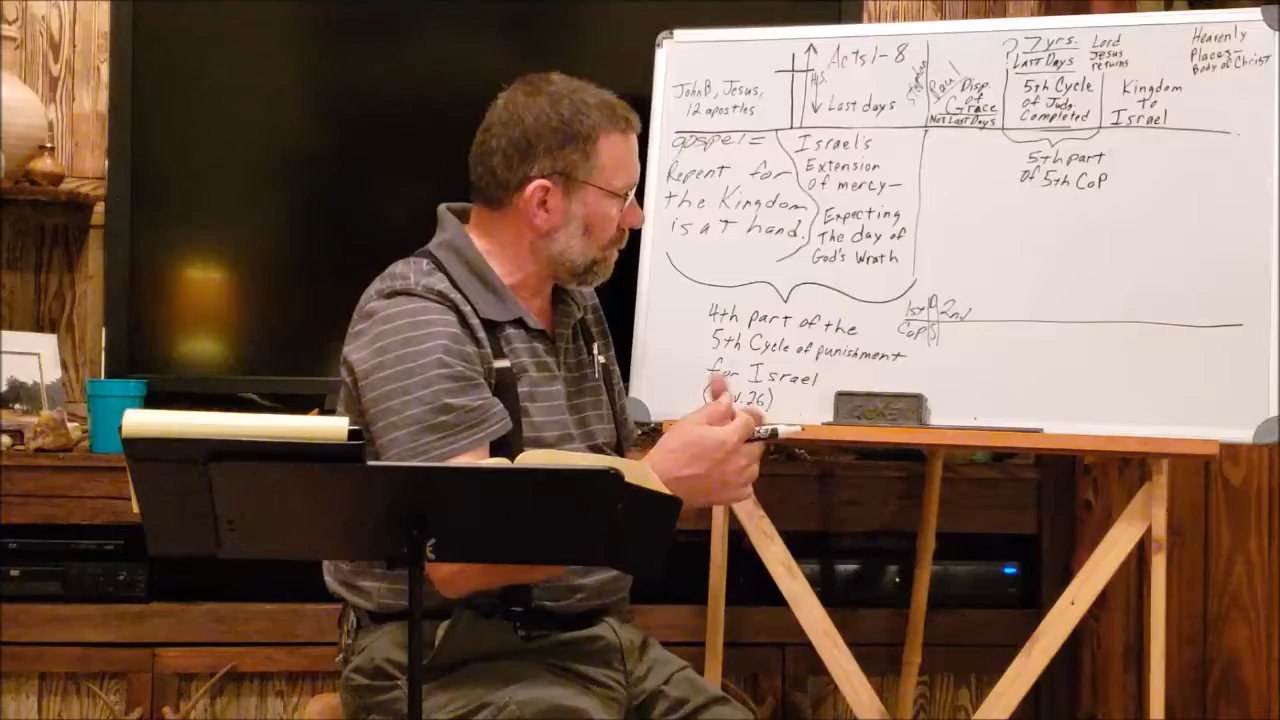 John B, Jesus,
12 apostles
Acts 1-8
H.S.
Last days
Stephen
Paul
Disp.
of
Grace
Not Last Days
? 7 yrs.
LAST DAYS
5th Cycle
of Judg.
Completed
Lord
Jesus
returns
Kingdom
to
Israel
Heavenly
Places-
Body of Christ
gospel =
Repent for
the Kingdom
is at hand.
Israel's
Extension
of mercy—
Expecting
The day of
God's Wrath
5th part
of 5th CoP
4th part of the
5th Cycle of punishment
for Israel
v. 26)
1st 2nd
CoP